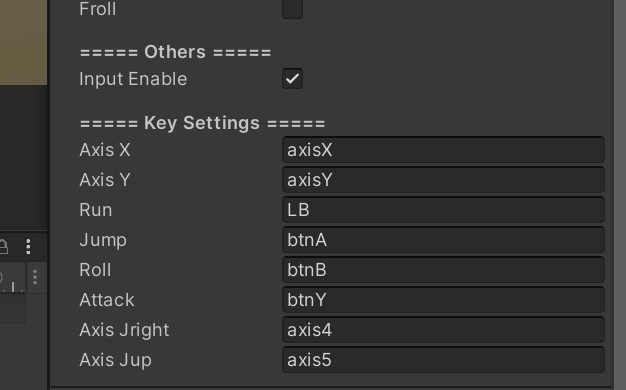 Froll
===== Others =====
Input Enable
===== Key Settings =====
Axis X axisX
Axis Y axisY
Run LB
Jump btnA
Roll btnB
Attack btnY
Axis Jright axis4
Axis Jup axis5